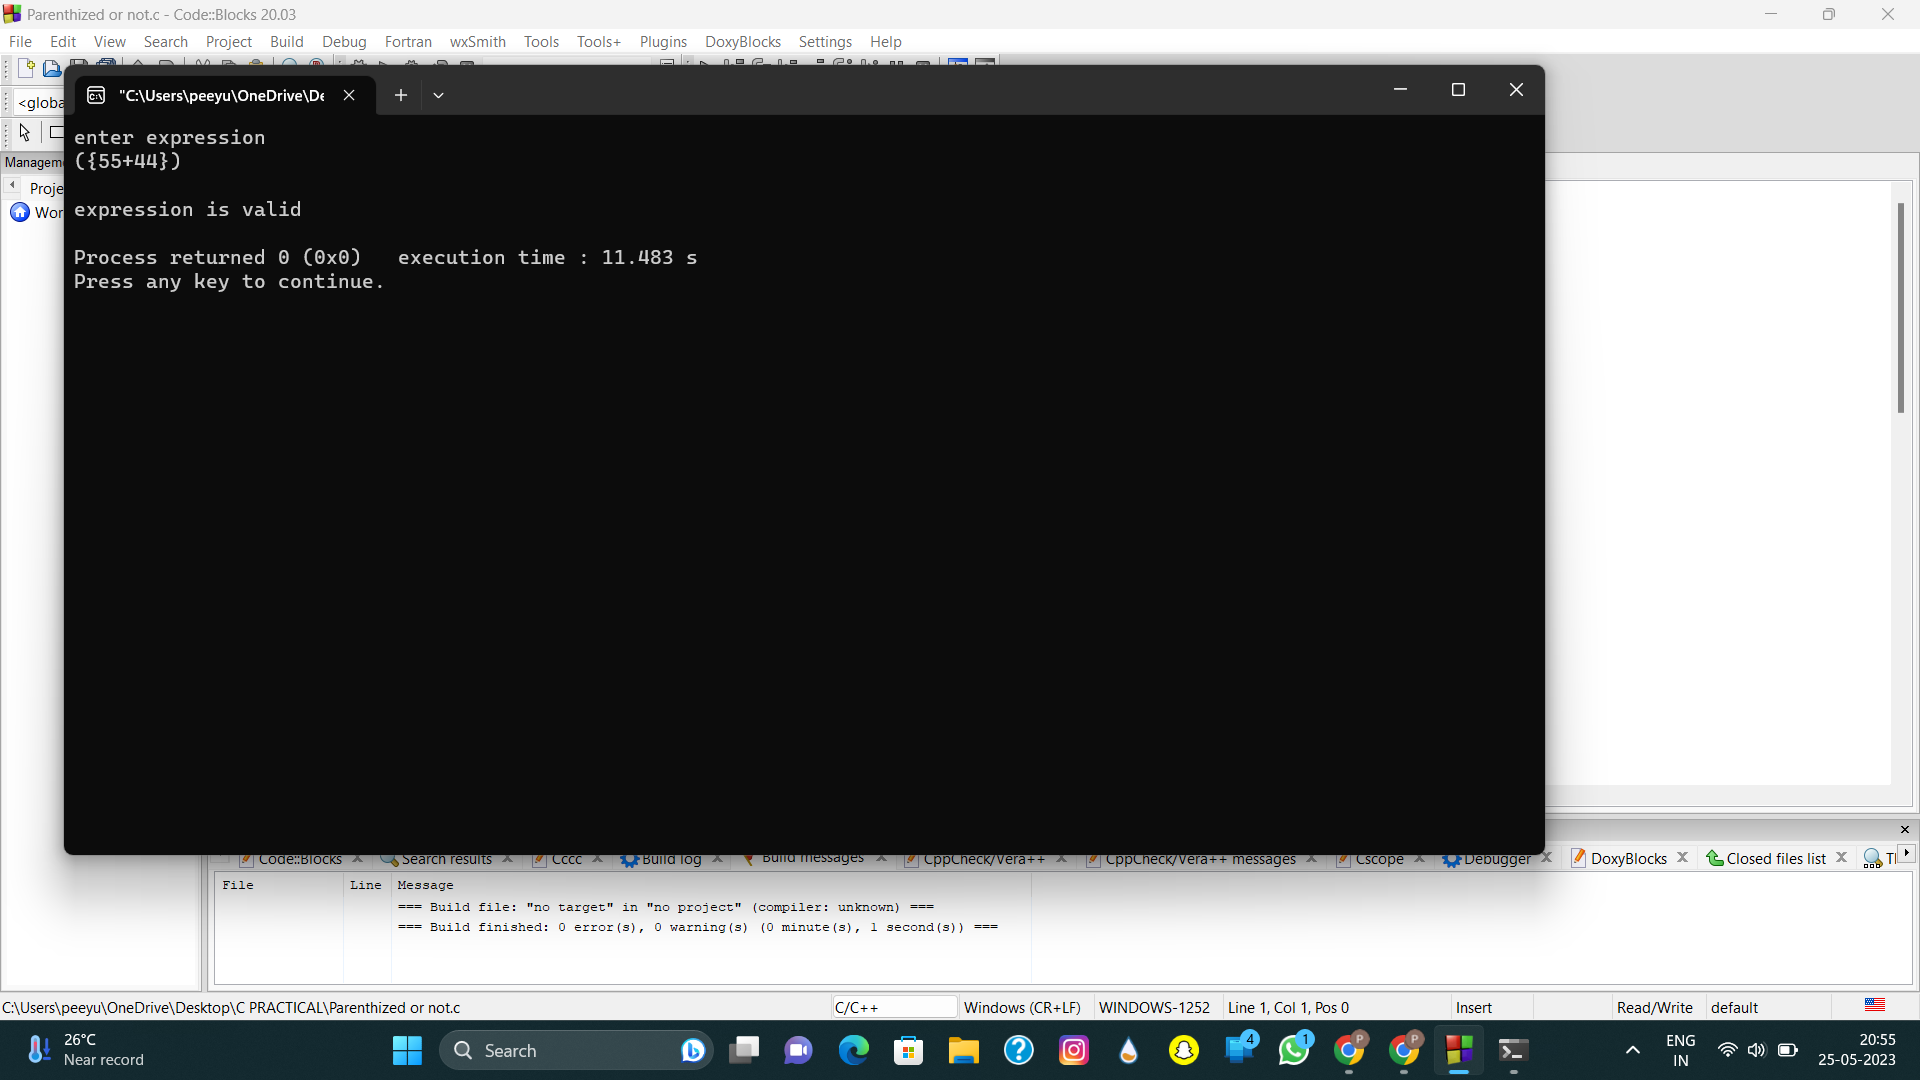 Parenthized or not.c - Code::Blocks 20.03
File Edit View Search Project Build Debug Fortran wxSmith Tools Tools+ Plugins DoxyBlocks Settings Help
<globa
"C:\Users\peeyu\OneDrive\De
Managem
Proje
Wor
enter expression
({55+44})
expression is valid
Process returned 0 (0x0)   execution time : 11.483 s
Press any key to continue.
Code::Blocks Search results Cccc Build log Build messages CppCheck/Vera++ CppCheck/Vera++ messages Cscope Debugger DoxyBlocks Closed files list
File Line Message
=== Build file: "no target" in "no project" (compiler: unknown) ===
=== Build finished: 0 error(s), 0 warning(s) (0 minute(s), 1 second(s)) ===
C:\Users\peeyu\OneDrive\Desktop\C PRACTICAL\Parenthized or not.c C/C++ Windows (CR+LF) WINDOWS-1252 Line 1, Col 1, Pos 0 Insert Read/Write default
26°C
Near record
Search
4
1
P
P
ENG
IN
20:55
25-05-2023